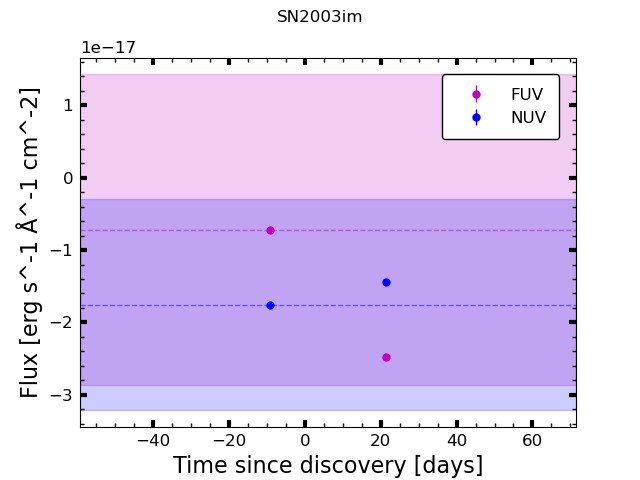 SN2003im
1e−17
Flux [erg s^-1 Å^-1 cm^-2]
1
0
−1
−2
−3
FUV
NUV
−40 −20 0 20 40 60
Time since discovery [days]